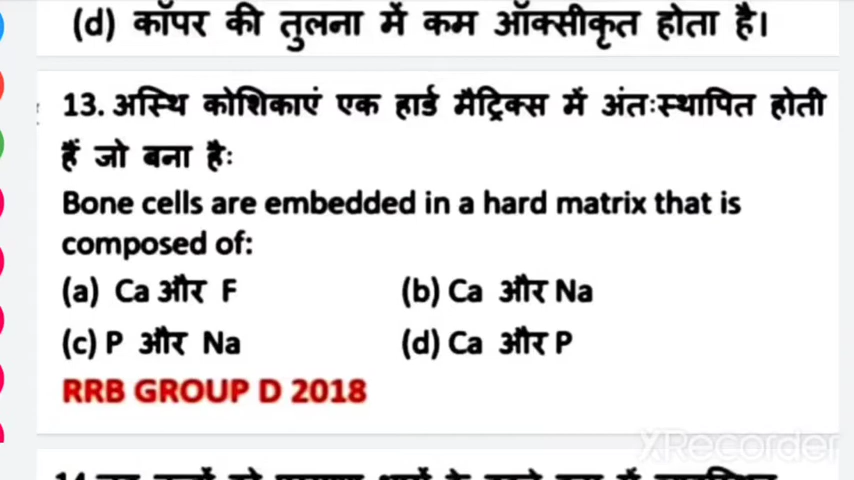 (d) कॉपर की तुलना में कम ऑक्सीकृत होता है।
13. अस्थि कोशिकाएं एक हार्ड मैट्रिक्स में अंतःस्थापित होती
हैं जो बना हैः
Bone cells are embedded in a hard matrix that is
composed of:
(a) Ca और F (b) Ca और Na
(c) P और Na (d) Ca और P
RRB GROUP D 2018
XRecorder